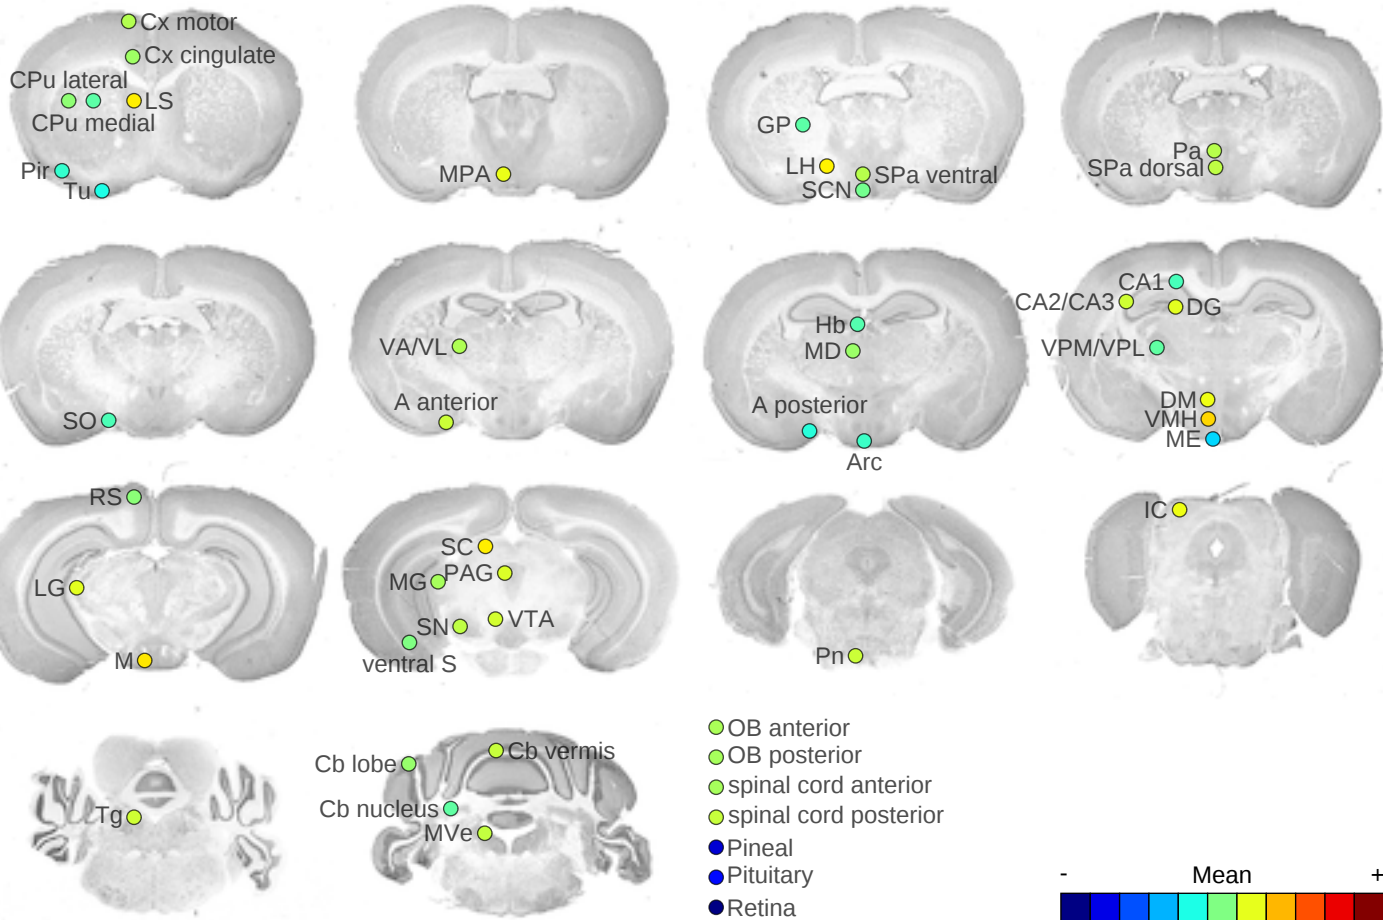 Cx motor
Cx cingulate
CPu lateral
LS
CPu medial
Pir
Tu
MPA
GP
LH
SPa ventral
SCN
Pa
SPa dorsal
SO
VA/VL
A anterior
Hb
MD
A posterior
Arc
CA1
CA2/CA3
DG
VPM/VPL
DM
VMH
ME
RS
LG
M
SC
PAG
MG
VTA
SN
ventral S
Pn
IC
Tg
Cb lobe
Cb vermis
Cb nucleus
MVe
OB anterior
OB posterior
spinal cord anterior
spinal cord posterior
Pineal
Pituitary
Retina
- Mean +